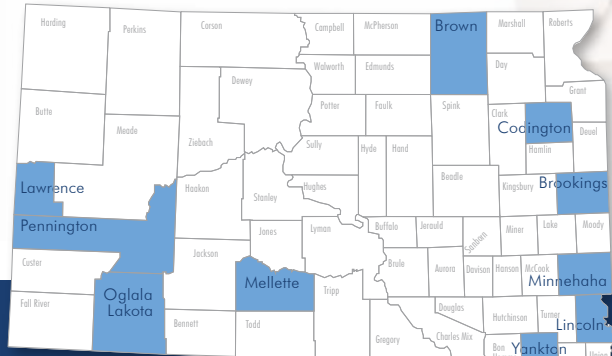 Harding
Perkins
Corson
Campbell
McPherson
Brown
Marshall
Roberts
Walworth
Edmunds
Day
Dewey
Grant
Butte
Potter
Faulk
Spink
Clark
Codington
Meade
Ziebach
Sully
Hyde
Hand
Hamlin
Deuel
Lawrence
Haakon
Stanley
Hughes
Beadle
Kingsbury
Brookings
Pennington
Jones
Lyman
Buffalo
Jerauld
Sanborn
Miner
Lake
Moody
Custer
Jackson
Brule
Aurora
Davison
Hanson
McCook
Minnehaha
Fall River
Oglala
Lakota
Mellette
Tripp
Douglas
Hutchinson
Turner
Lincoln
Bennett
Todd
Gregory
Charles Mix
Bon
Yankton